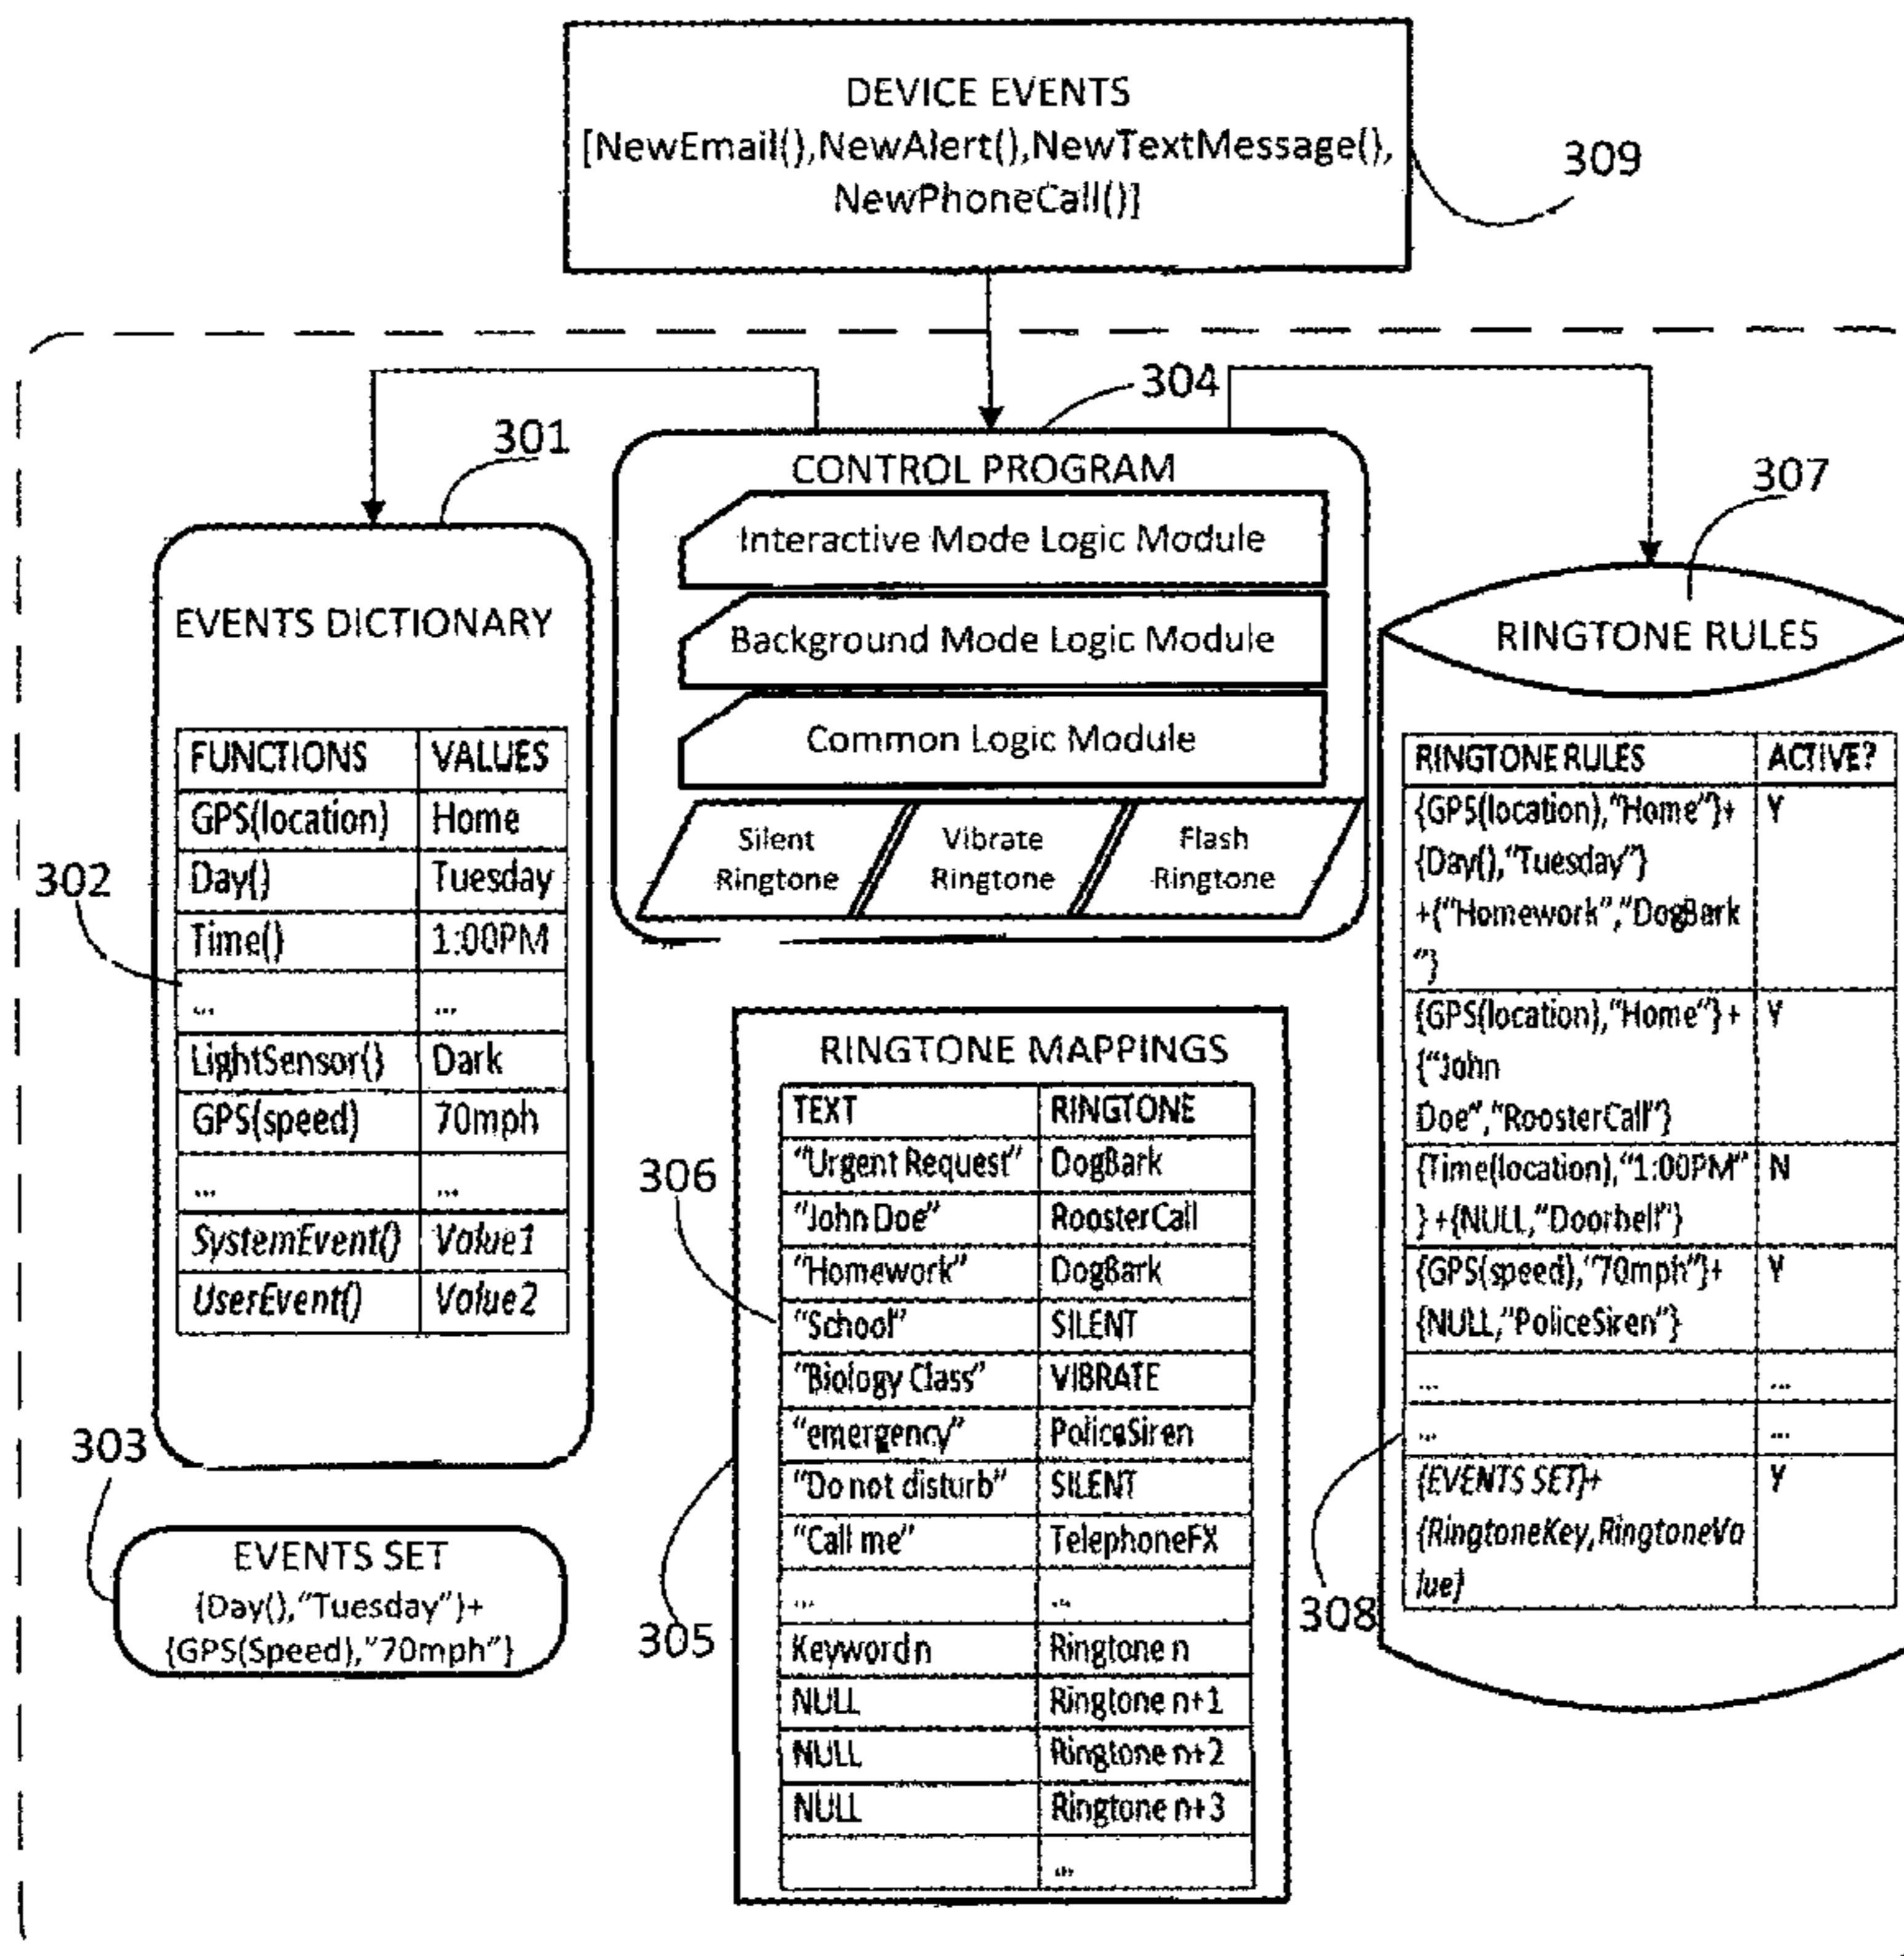 DEVICE EVENTS
[NewEmail(),NewAlert(),NewTextMessage(),
NewPhoneCall()]
309
304
301
CONTROL PROGRAM
Interactive Mode Logic Module
Background Mode Logic Module
Common Logic Module
Silent
Ringtone
Vibrate
Ringtone
Flash
Ringtone
307
EVENTS DICTIONARY
FUNCTIONS VALUES
GPS(location) Home
Day() Tuesday
Time() 1:00PM
... ...
LightSensor() Dark
GPS(speed) 70mph
... ...
SystemEvent() Value1
UserEvent() Value2
302
303
EVENTS SET
{Day(),"Tuesday"}+
{GPS(Speed),"70mph"}
RINGTONE MAPPINGS
TEXT RINGTONE
"Urgent Request" DogBark
"John Doe" RoosterCall
"Homework" DogBark
"School" SILENT
"Biology Class" VIBRATE
"emergency" PoliceSiren
"Do not disturb" SILENT
"Call me" TelephoneFX
... ...
Keyword n Ringtone n
NULL Ringtone n+1
NULL Ringtone n+2
NULL Ringtone n+3
...
306
305
RINGTONE RULES
RINGTONE RULES ACTIVE?
{GPS(location),"Home"}+ Y
{Day(),"Tuesday"}
+{"Homework","DogBark
"}
{GPS(location),"Home"}+ Y
{"John
Doe","RoosterCall"}
{Time(location),"1:00PM" N
}+{NULL,"Doorbell"}
{GPS(speed),"70mph"}+ Y
{NULL,"PoliceSiren"}
... ...
... ...
{EVENTS SET}+ Y
{RingtoneKey,RingtoneVa
lue}
308